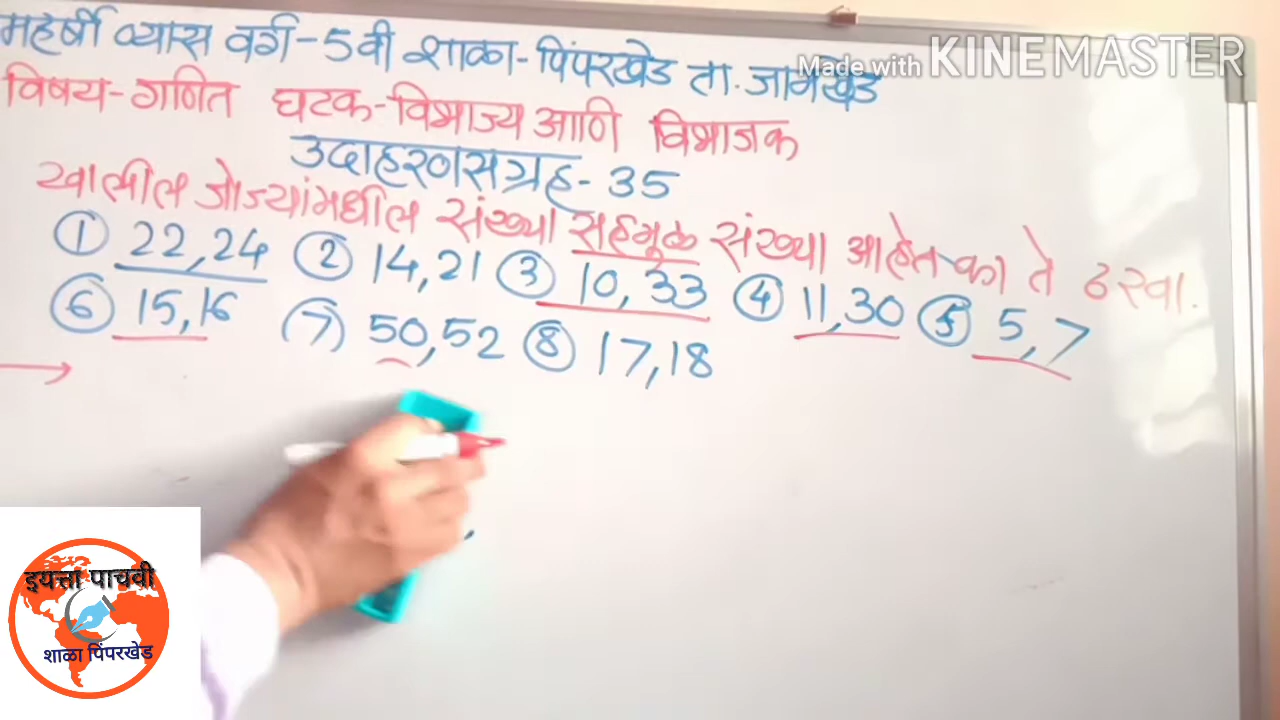 महर्षी व्यास वर्ग-5वी शाळा-पिंपरखेड ता.जामखेड
Made with KINEMASTER
विषय-गणित घटक-विभाज्य आणि विभाजक
उदाहरणसंग्रह-35
खालील जोड्यांमधील संख्या सहमूळ संख्या आहेत का ते ठरवा.
① 22,24 ② 14,21 ③ 10,33 ④ 11,30 ⑤ 5,7
⑥ 15,16 (7) 50,52 ⑧ 17,18
→
इयत्ता पाचवी
शाळा पिंपरखेड